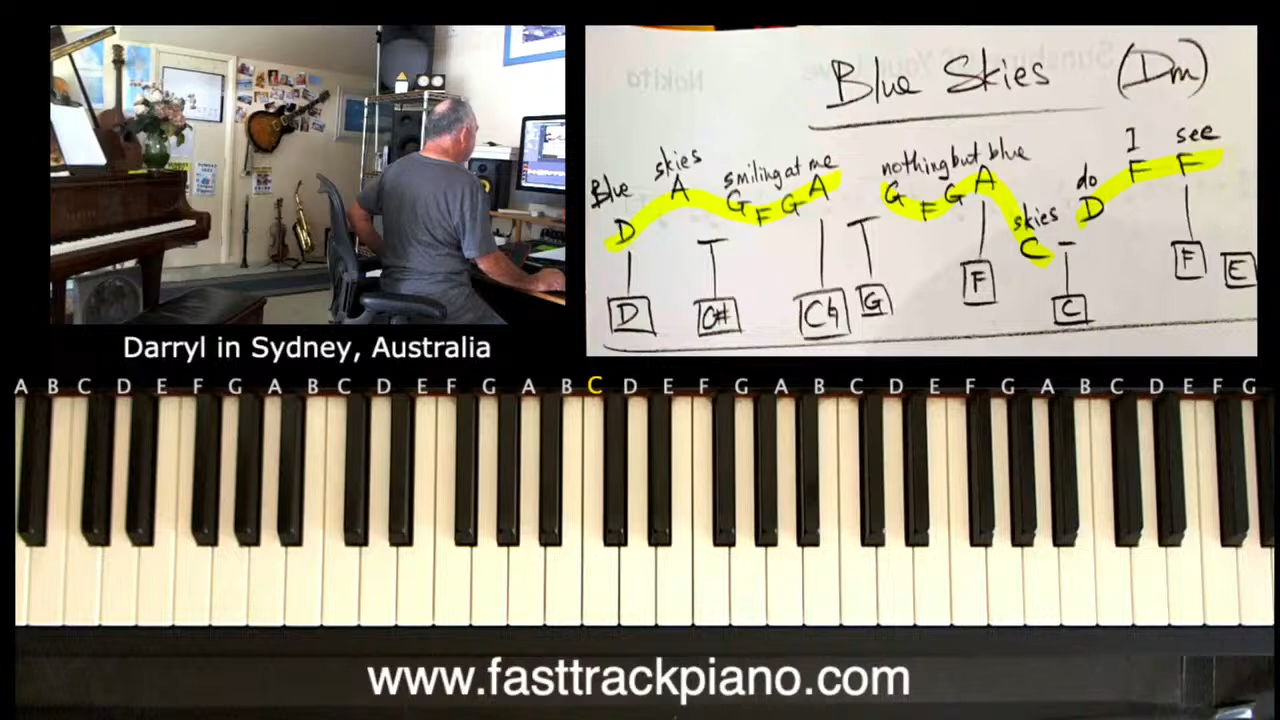 Blue Skies (Dm)
Blue skies smiling at me nothing but blue skies do I see
D A G F G A G F G A C D F F
D C# C♮ G F C F E
Darryl in Sydney, Australia
A B C D E F G A B C D E F G A B C D E F G A B C D E F G A B C D E F G
www.fasttrackpiano.com